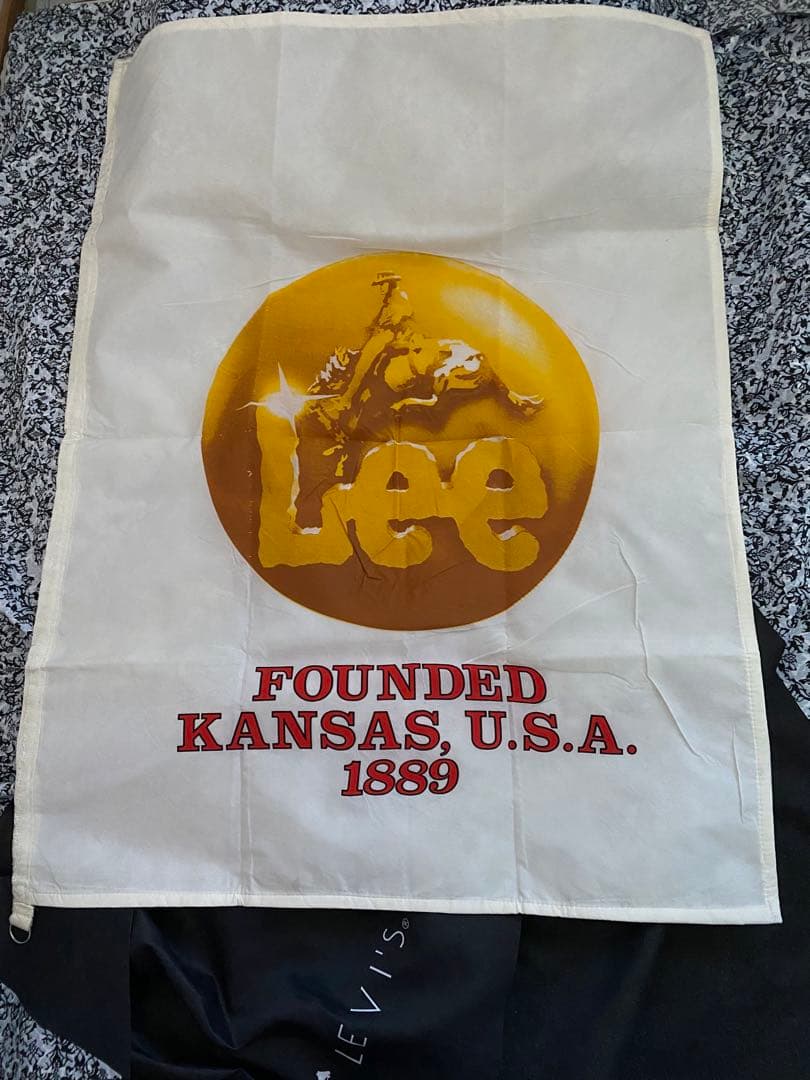 Lee
FOUNDED
KANSAS, U.S.A.
1889
LEVI'S®